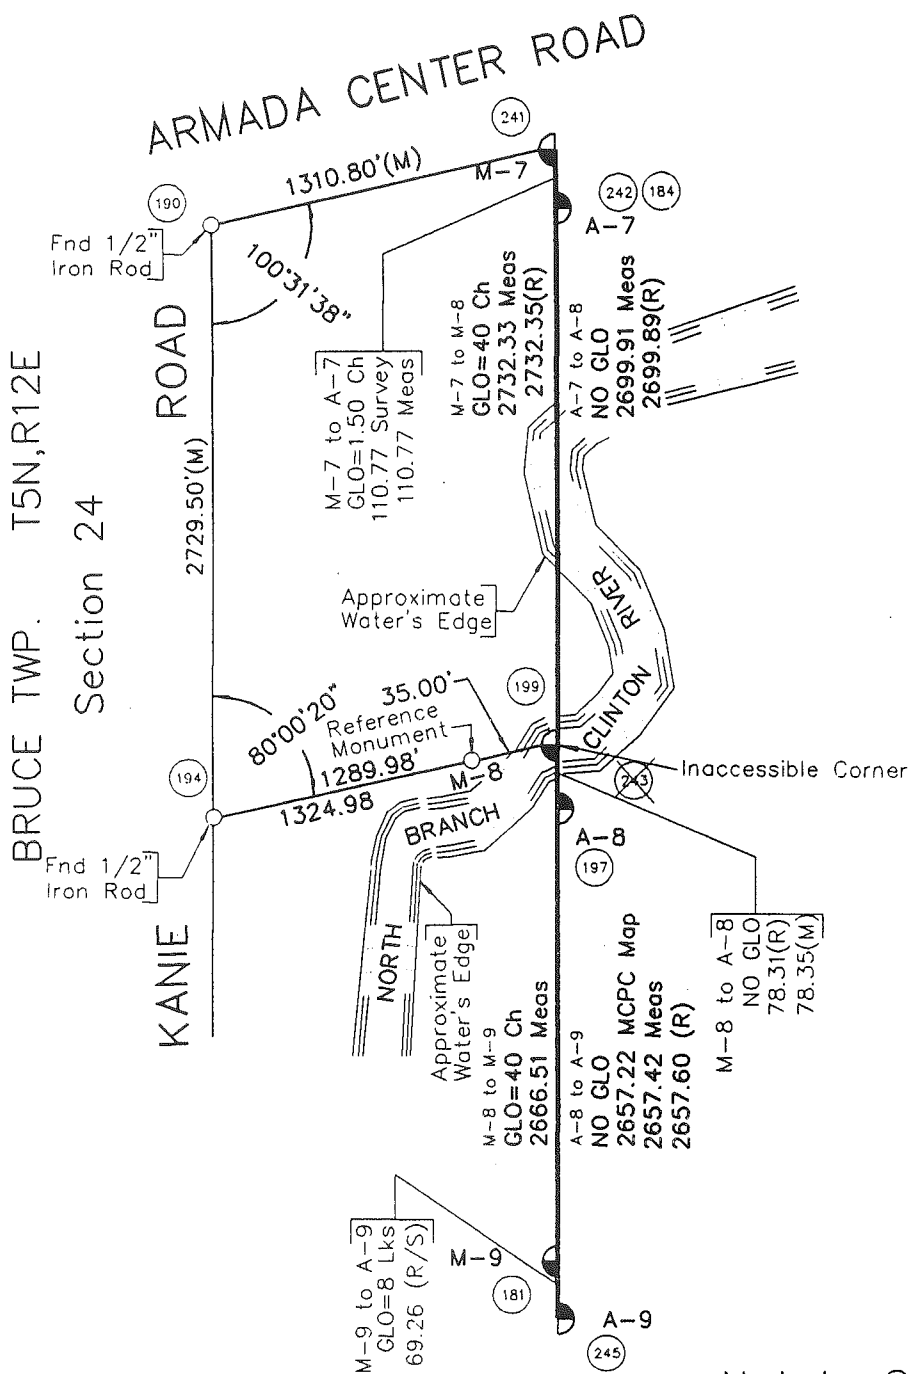 ARMADA CENTER ROAD
241
1310.80'(M)
M-7
190
242
184
A-7
Fnd 1/2"
Iron Rod
100°31'38"
BRUCE TWP. T5N,R12E
Section 24
KANIE ROAD
2729.50'(M)
M-7 to A-7
GLO=1.50 Ch
110.77 Survey
110.77 Meas
M-7 to M-8
GLO=40 Ch
2732.33 Meas
2732.35(R)
A-7 to A-8
NO GLO
2699.91 Meas
2699.89(R)
Approximate
Water's Edge
NORTH BRANCH CLINTON RIVER
199
35.00'
80°00'20"
Reference
Monument
1289.98'
1324.98
M-8
194
243
Inaccessible Corner
Fnd 1/2"
Iron Rod
A-8
197
Approximate
Water's Edge
M-8 to M-9
GLO=40 Ch
2666.51 Meas
A-8 to A-9
NO GLO
2657.22 MCPC Map
2657.42 Meas
2657.60 (R)
M-8 to A-8
NO GLO
78.31(R)
78.35(M)
M-9 to A-9
GLO=8 Lks
69.26 (R/S)
M-9
181
A-9
245